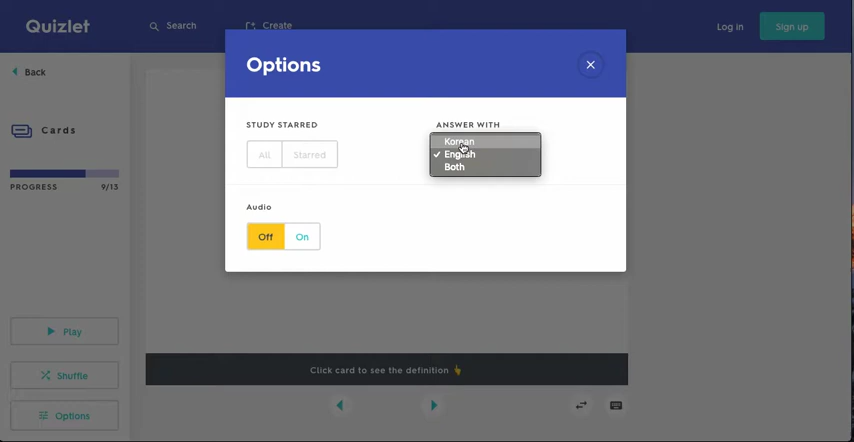 Quizlet
Search
Create
Log in
Sign up
Back
Options
Cards
STUDY STARRED
ANSWER WITH
All
Starred
Korean
English
Both
PROGRESS
9/13
Audio
Off
On
Play
Click card to see the definition 👆
Shuffle
Options